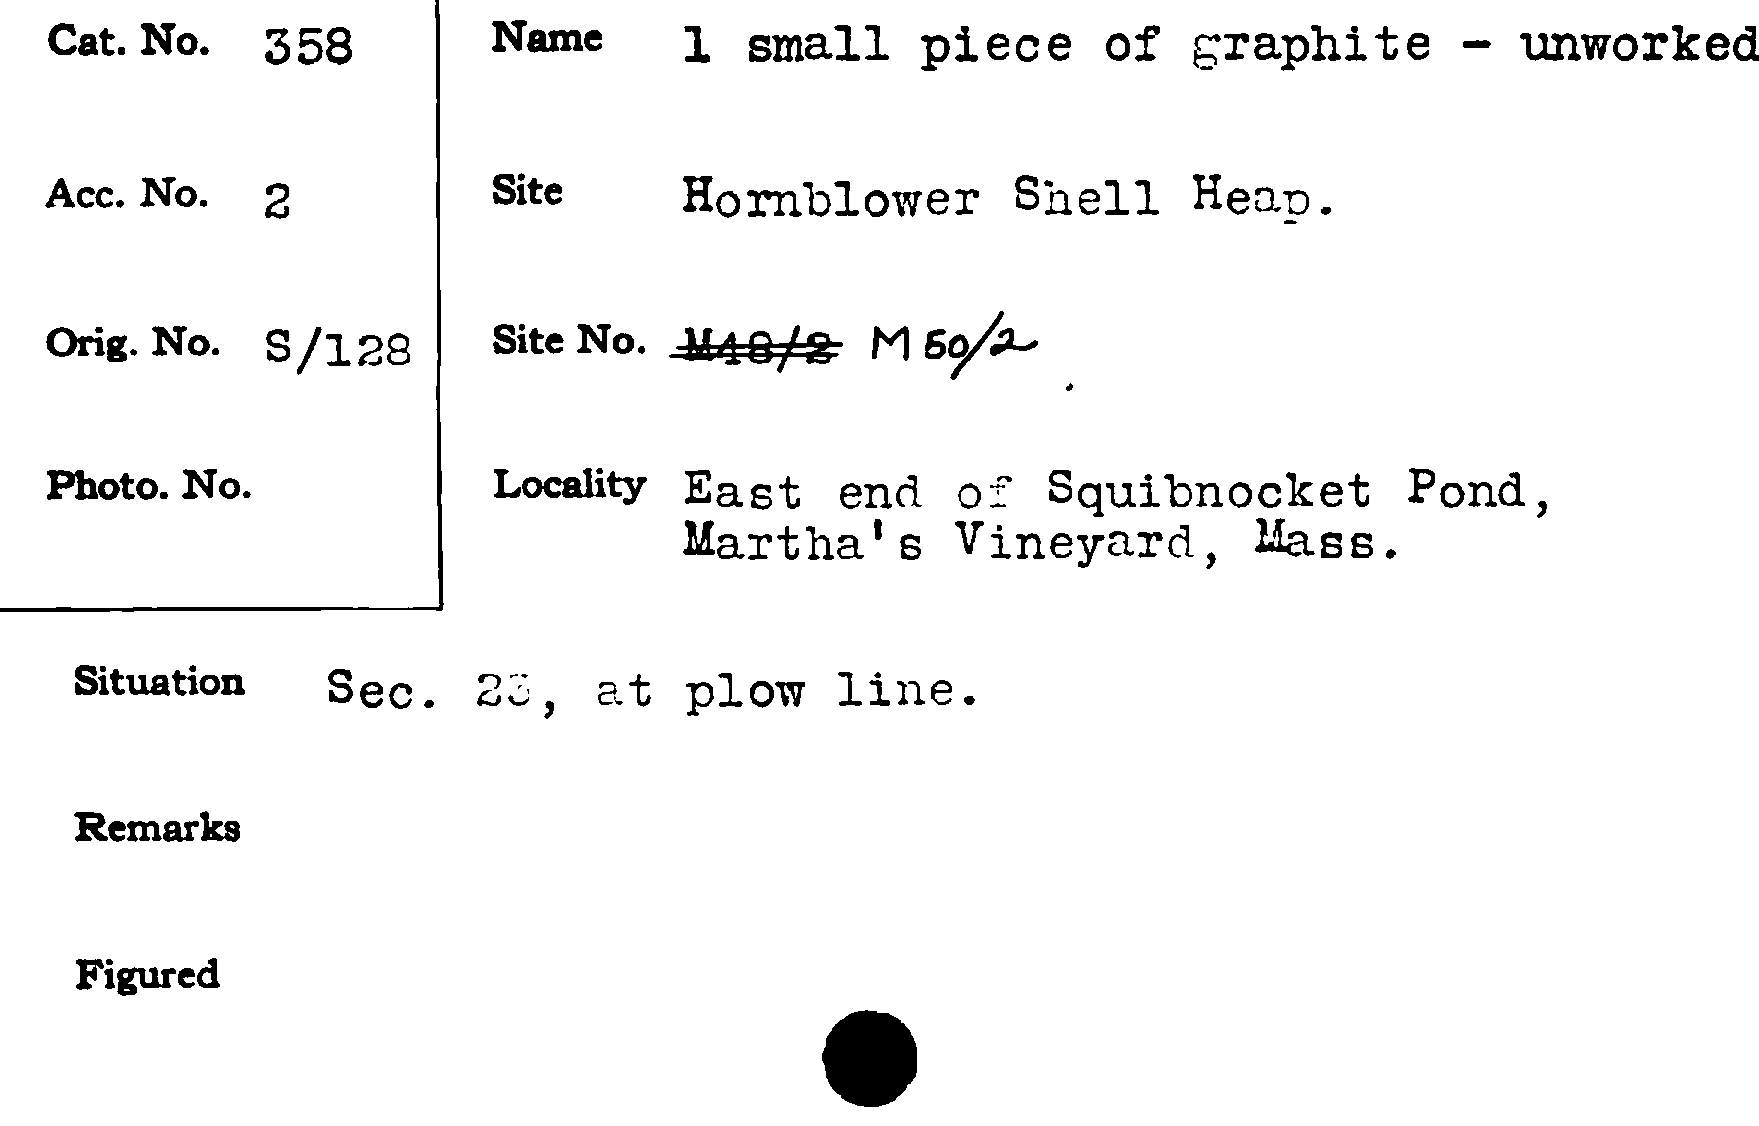 Cat. No. 358
Name 1 small piece of graphite - unworked
Acc. No. 2
Site Hornblower Shell Heap.
Orig. No. S/128
Site No. M48/2 M 50/2
Photo. No.
Locality East end of Squibnocket Pond,
Martha's Vineyard, Mass.
Situation Sec. 23, at plow line.
Remarks
Figured